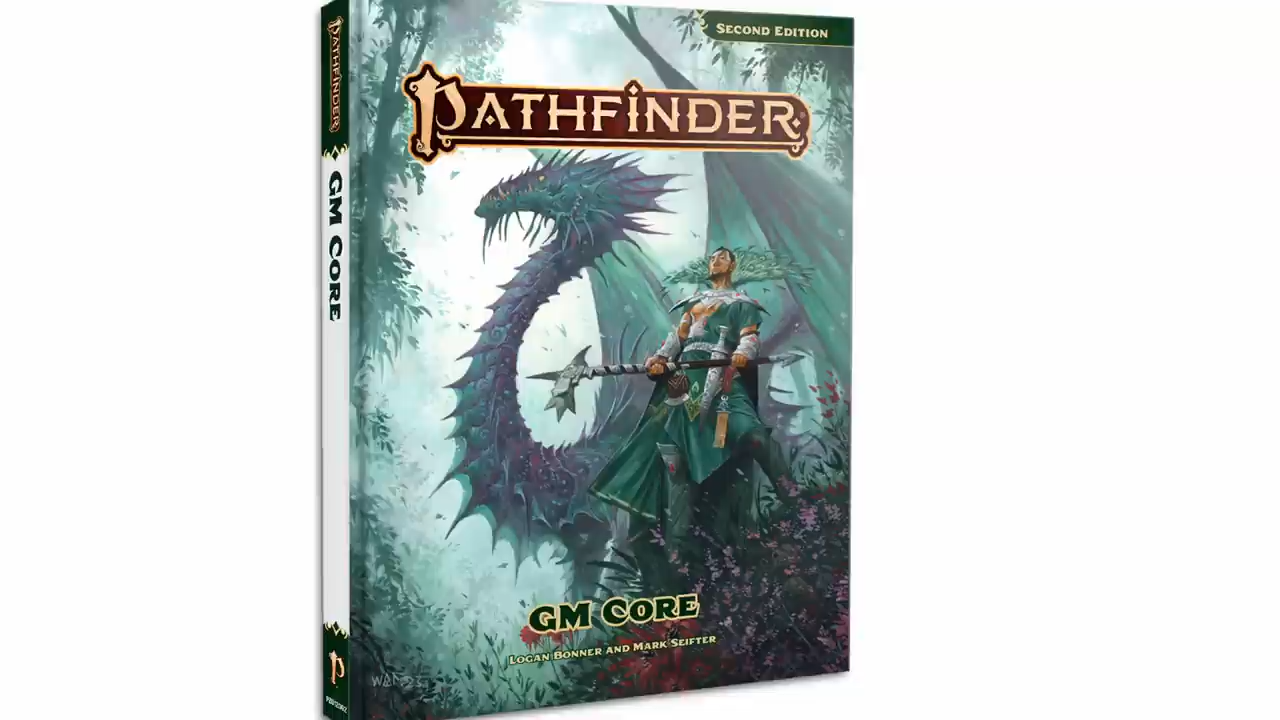 PATHFINDER
GM CORE
SECOND EDITION
PATHFINDER
GM CORE
LOGAN BONNER AND MARK SEIFTER